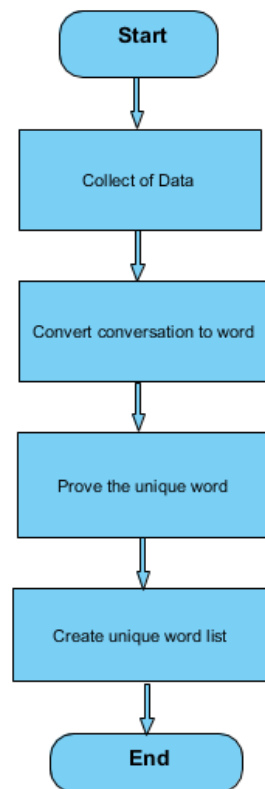 Start
Collect of Data
Convert conversation to word
Prove the unique word
Create unique word list
End